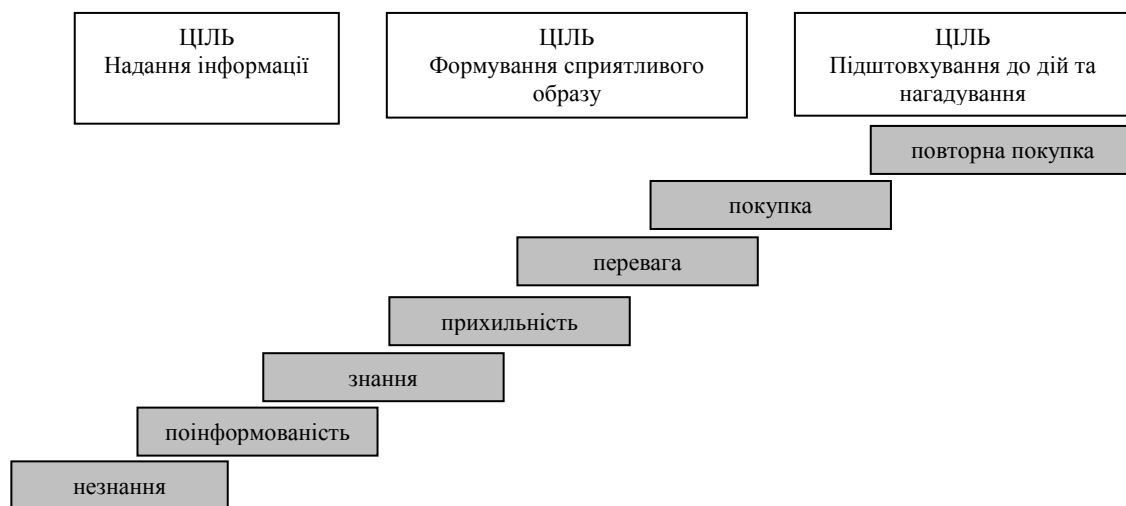 ЦІЛЬ
Надання інформації
ЦІЛЬ
Формування сприятливого
образу
ЦІЛЬ
Підштовхування до дій та
нагадування
повторна покупка
покупка
перевага
прихильність
знання
поінформованість
незнання